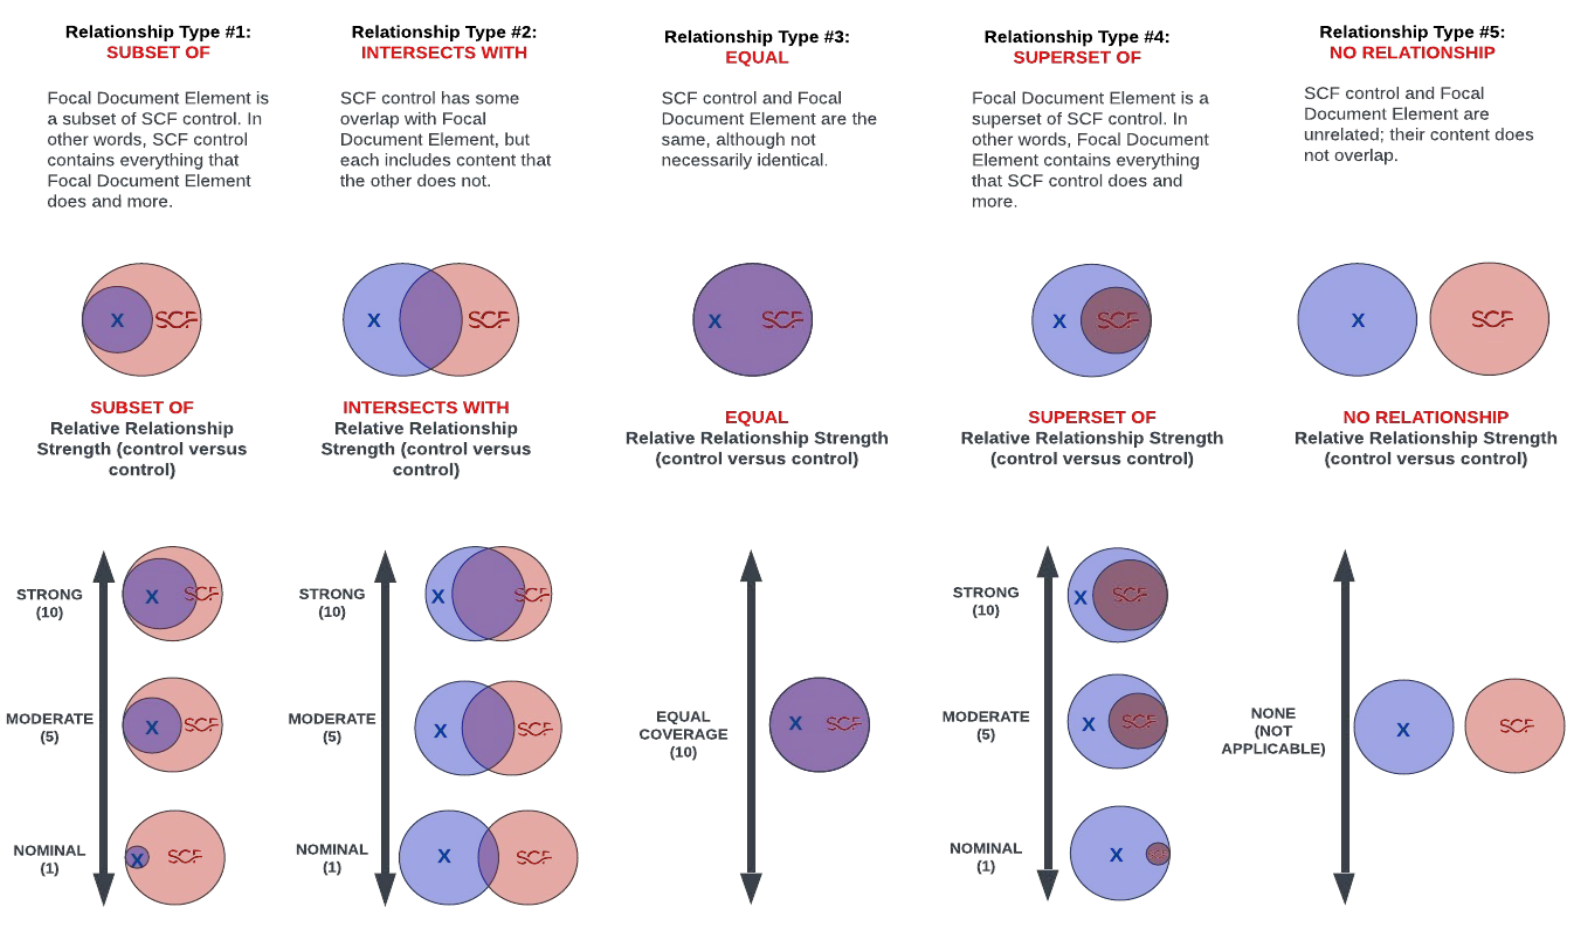 Relationship Type #1:
SUBSET OF
Focal Document Element is
a subset of SCF control. In
other words, SCF control
contains everything that
Focal Document Element
does and more.
X
SCF
SUBSET OF
Relative Relationship
Strength (control versus
control)
STRONG
(10)
X
SCF
MODERATE
(5)
X
SCF
NOMINAL
(1)
X
SCF
Relationship Type #2:
INTERSECTS WITH
SCF control has some
overlap with Focal
Document Element, but
each includes content that
the other does not.
X
SCF
INTERSECTS WITH
Relative Relationship
Strength (control versus
control)
STRONG
(10)
X
SCF
MODERATE
(5)
X
SCF
NOMINAL
(1)
X
SCF
Relationship Type #3:
EQUAL
SCF control and Focal
Document Element are the
same, although not
necessarily identical.
X
SCF
EQUAL
Relative Relationship Strength
(control versus control)
EQUAL
COVERAGE
(10)
X
SCF
Relationship Type #4:
SUPERSET OF
Focal Document Element is a
superset of SCF control. In
other words, Focal Document
Element contains everything
that SCF control does and
more.
X
SCF
SUPERSET OF
Relative Relationship Strength
(control versus control)
STRONG
(10)
X
SCF
MODERATE
(5)
X
SCF
NOMINAL
(1)
X
SCF
Relationship Type #5:
NO RELATIONSHIP
SCF control and Focal
Document Element are
unrelated; their content does
not overlap.
X
SCF
NO RELATIONSHIP
Relative Relationship Strength
(control versus control)
NONE
(NOT
APPLICABLE)
X
SCF